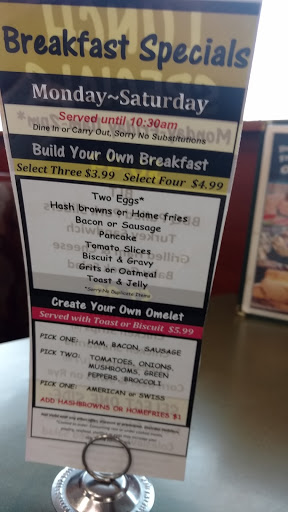 Breakfast Specials
Monday~Saturday
Served until 10:30am
Dine In or Carry Out, Sorry No Substitutions
Build Your Own Breakfast
Select Three $3.99 Select Four $4.99
Two Eggs*
Hash browns or Home fries
Bacon or Sausage
Pancake
Tomato Slices
Biscuit & Gravy
Grits or Oatmeal
Toast & Jelly
*Sorry No Duplicate Items
Create Your Own Omelet
Served with Toast or Biscuit $5.99
PICK ONE: HAM, BACON, SAUSAGE
PICK TWO: TOMATOES, ONIONS,
MUSHROOMS, GREEN
PEPPERS, BROCCOLI
PICK ONE: AMERICAN or SWISS
ADD HASHBROWNS OR HOMEFRIES $1